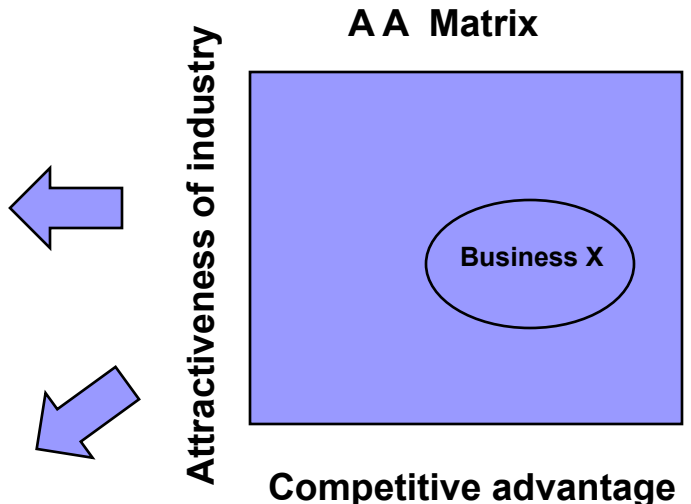 A A Matrix
Attractiveness of industry
Business X
Competitive advantage